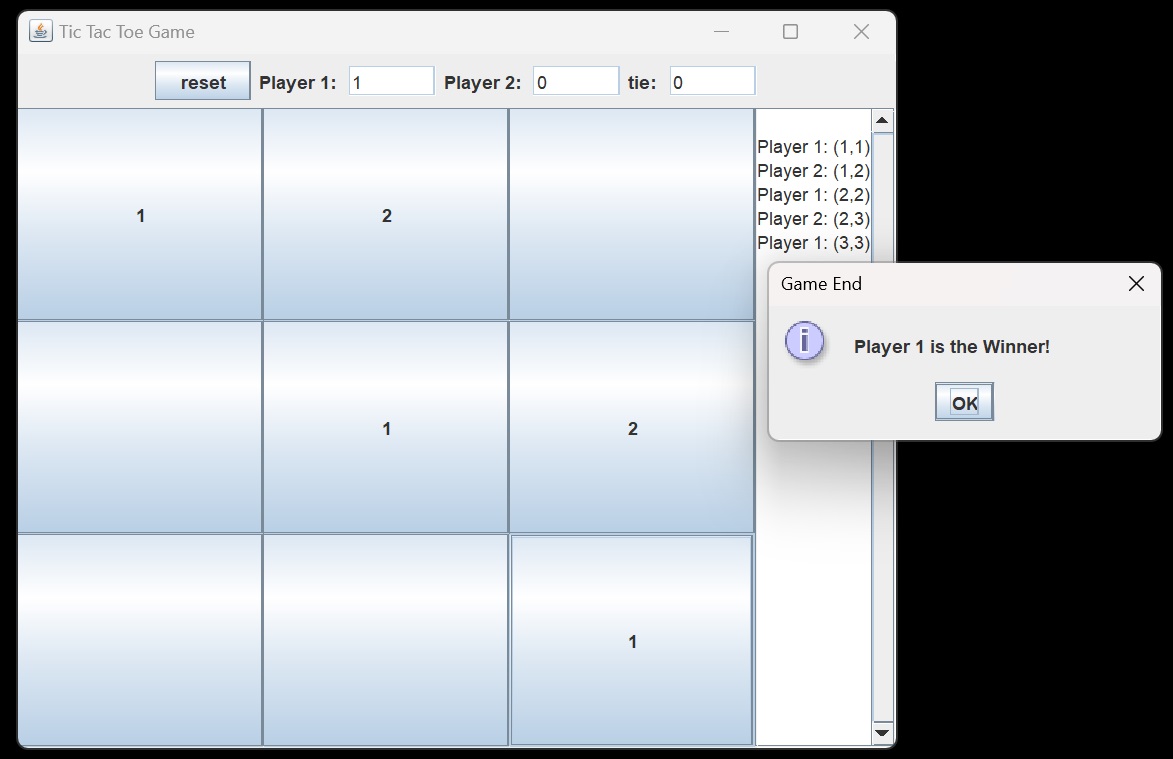 Tic Tac Toe Game
reset Player 1: 1 Player 2: 0 tie: 0
Player 1: (1,1)
Player 2: (1,2)
Player 1: (2,2)
Player 2: (2,3)
Player 1: (3,3)
1 2
1 2
1
Game End
Player 1 is the Winner!
OK